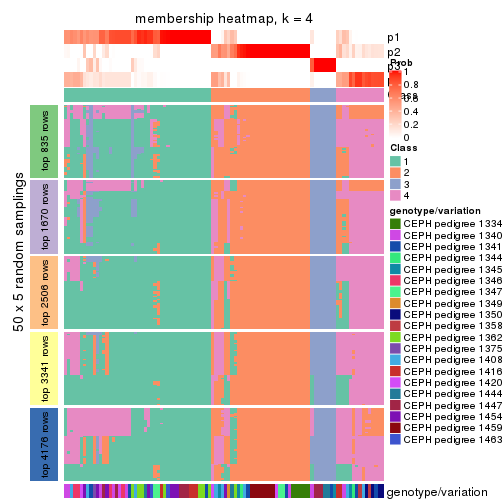 membership heatmap, k = 4
p1
p2
p3
Prob
1
0.8
0.6
0.4
0.2
0
Class
1
2
3
4
genotype/variation
CEPH pedigree 1334
CEPH pedigree 1340
CEPH pedigree 1341
CEPH pedigree 1344
CEPH pedigree 1345
CEPH pedigree 1346
CEPH pedigree 1347
CEPH pedigree 1349
CEPH pedigree 1350
CEPH pedigree 1358
CEPH pedigree 1362
CEPH pedigree 1375
CEPH pedigree 1408
CEPH pedigree 1416
CEPH pedigree 1420
CEPH pedigree 1444
CEPH pedigree 1447
CEPH pedigree 1454
CEPH pedigree 1459
CEPH pedigree 1463
50 x 5 random samplings
top 835 rows
top 1670 rows
top 2506 rows
top 3341 rows
top 4176 rows
genotype/variation